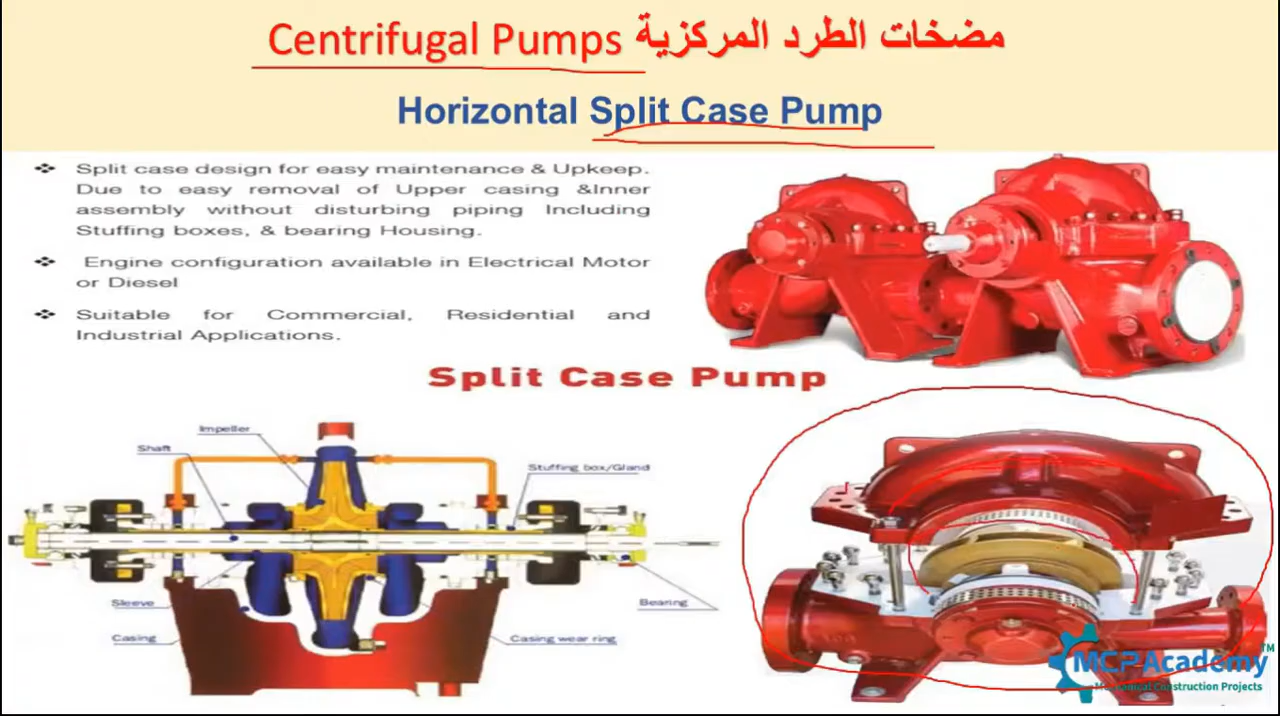 Centrifugal Pumps مضخات الطرد المركزية
Horizontal Split Case Pump
Split case design for easy maintenance & Upkeep.
Due to easy removal of Upper casing &Inner
assembly without disturbing piping Including
Stuffing boxes, & bearing Housing.
Engine configuration available in Electrical Motor
or Diesel
Suitable for Commercial, Residential and
Industrial Applications.
Split Case Pump
Impeller
Shaft
Stuffing box/Gland
Sleeve
Bearing
Casing
Casing wear ring
MCP Academy TM
Mechanical Construction Projects